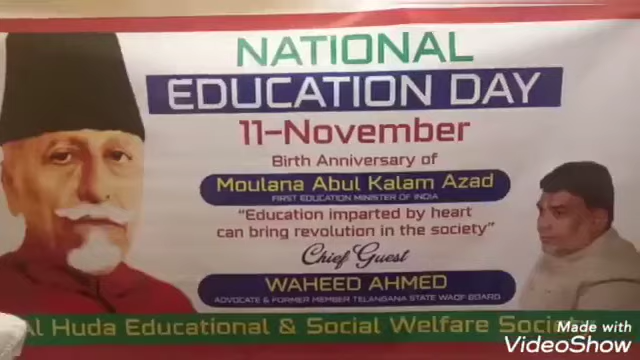 NATIONAL
EDUCATION DAY
11-November
Birth Anniversary of
Moulana Abul Kalam Azad
FIRST EDUCATION MINISTER OF INDIA
"Education imparted by heart
can bring revolution in the society"
Chief Guest
WAHEED AHMED
ADVOCATE & FORMER MEMBER TELANGANA STATE WAQF BOARD
Al Huda Educational & Social Welfare
Made with
VideoShow